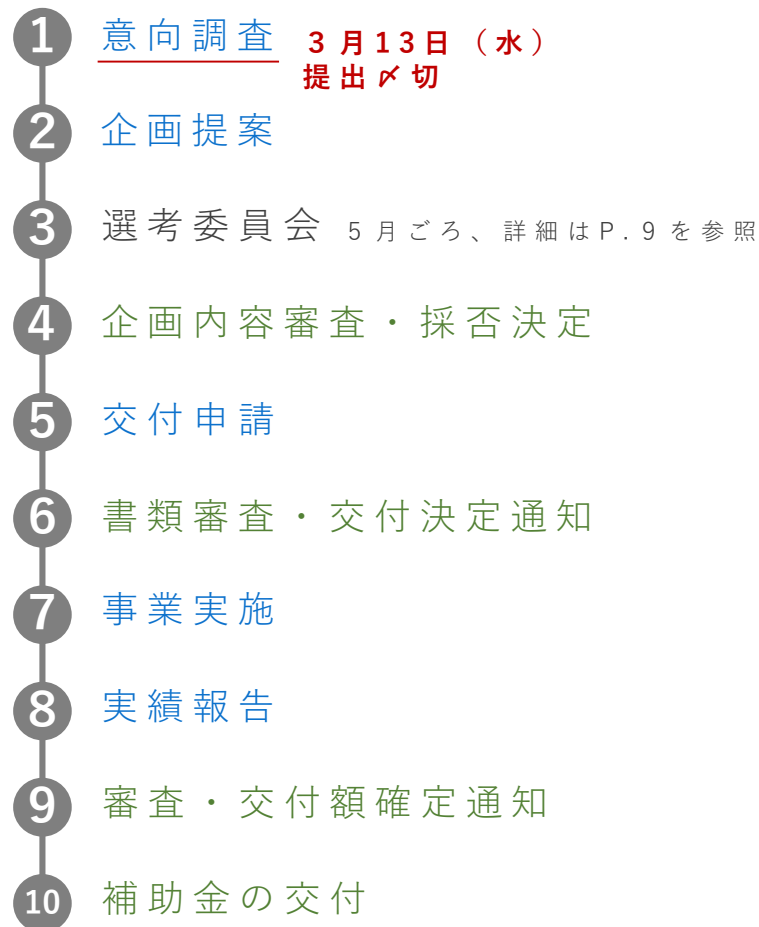 1 意向調査 3月13日（水）
提出〆切
2 企画提案
3 選考委員会 5月ごろ、詳細はP.9を参照
4 企画内容審査・採否決定
5 交付申請
6 書類審査・交付決定通知
7 事業実施
8 実績報告
9 審査・交付額確定通知
10 補助金の交付